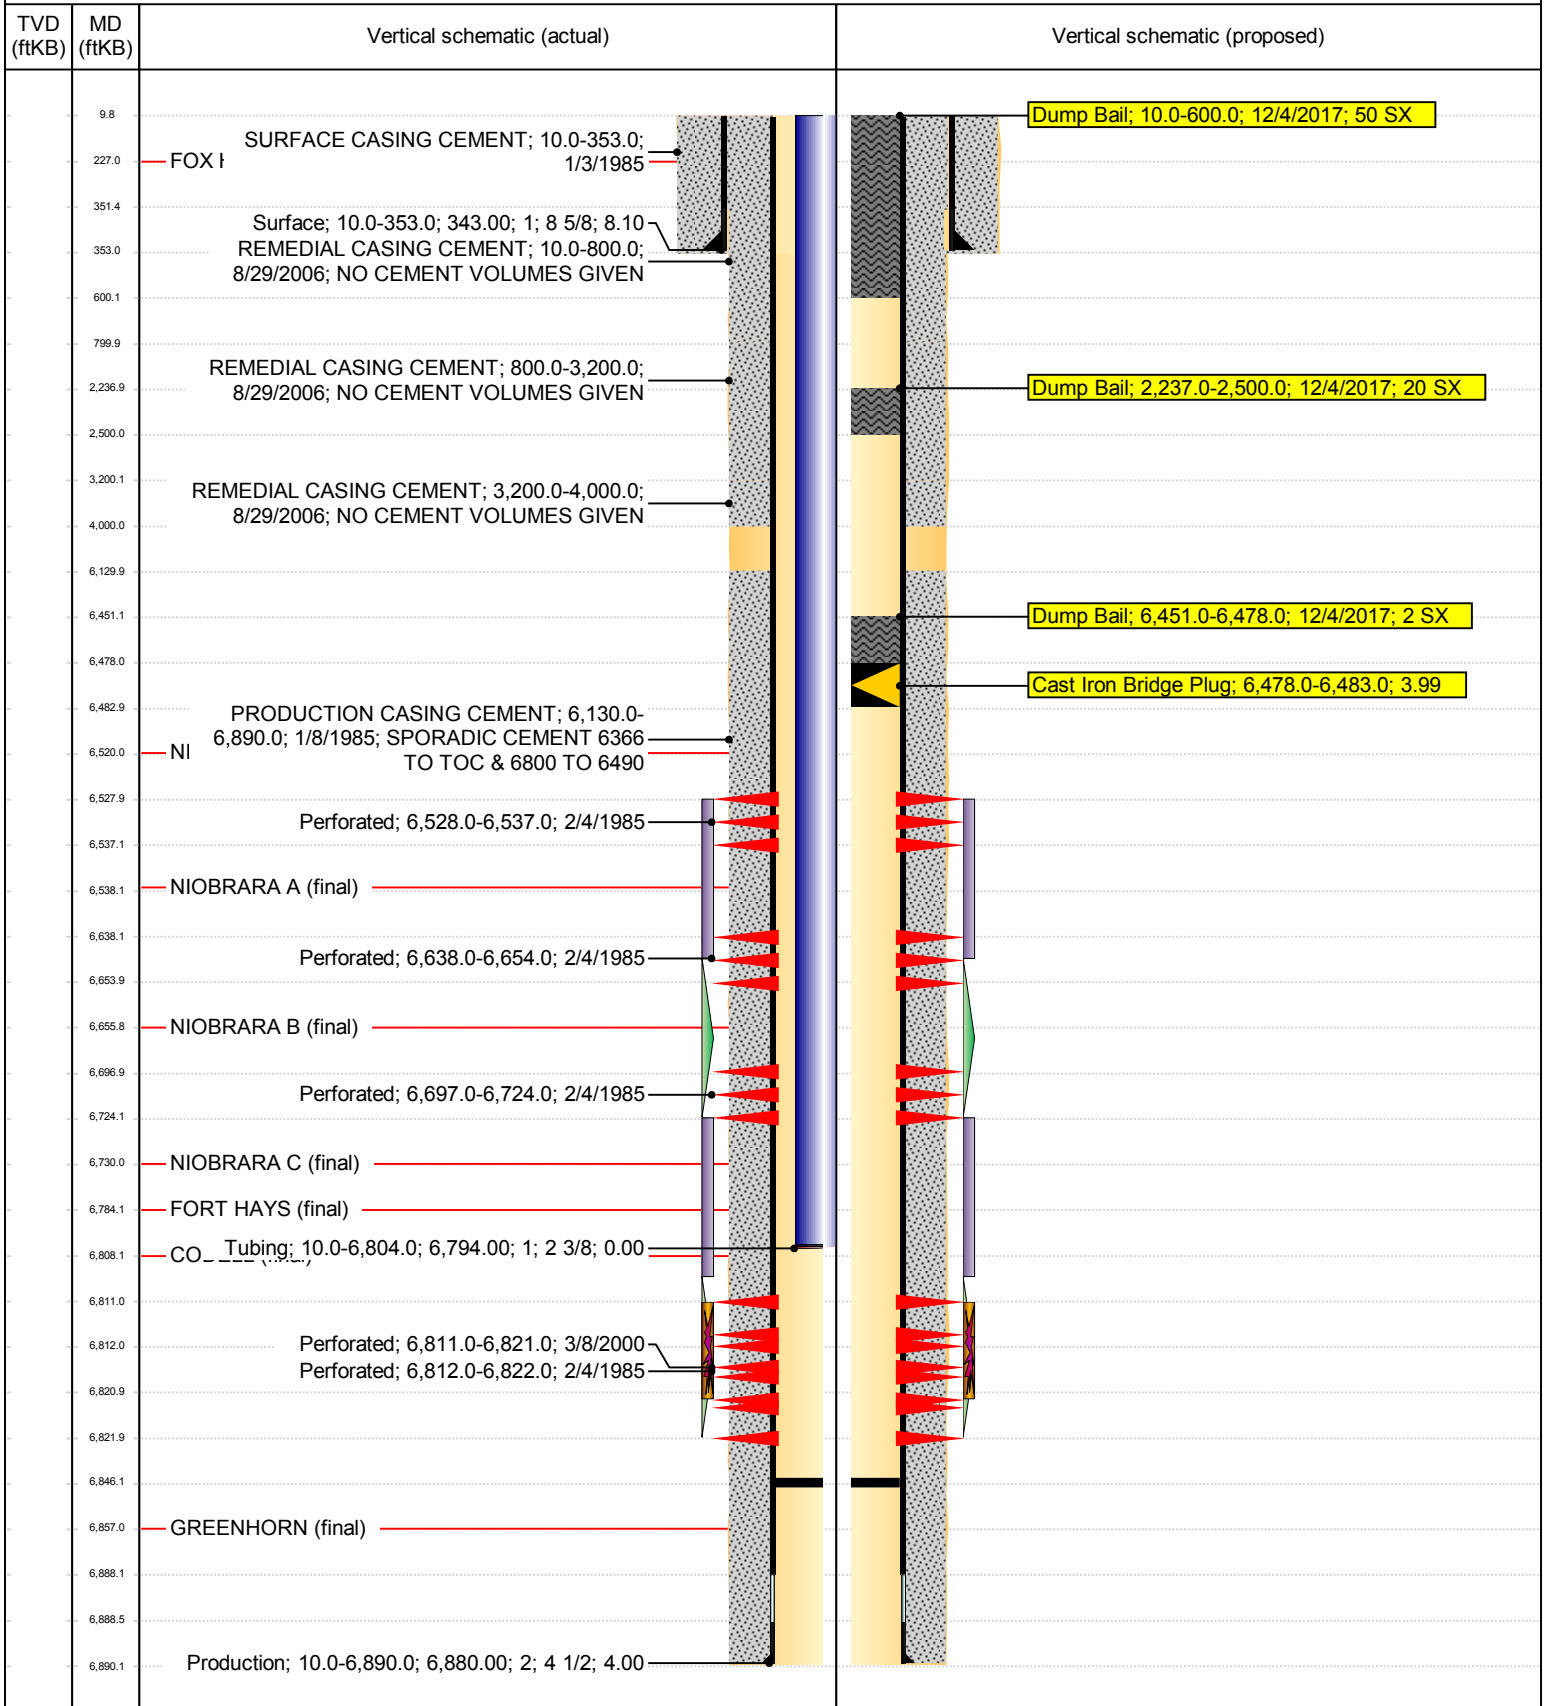 TVD (ftKB)
MD (ftKB)
Vertical schematic (actual)
Vertical schematic (proposed)
9.8
Dump Bail; 10.0-600.0; 12/4/2017; 50 SX
SURFACE CASING CEMENT; 10.0-353.0;
1/3/1985
227.0
FOX
351.4
Surface; 10.0-353.0; 343.00; 1; 8 5/8; 8.10
353.0
REMEDIAL CASING CEMENT; 10.0-800.0;
8/29/2006; NO CEMENT VOLUMES GIVEN
600.1
799.9
REMEDIAL CASING CEMENT; 800.0-3,200.0;
8/29/2006; NO CEMENT VOLUMES GIVEN
2,236.9
Dump Bail; 2,237.0-2,500.0; 12/4/2017; 20 SX
2,500.0
3,200.1
REMEDIAL CASING CEMENT; 3,200.0-4,000.0;
8/29/2006; NO CEMENT VOLUMES GIVEN
4,000.0
6,129.9
6,451.1
Dump Bail; 6,451.0-6,478.0; 12/4/2017; 2 SX
6,478.0
Cast Iron Bridge Plug; 6,478.0-6,483.0; 3.99
6,482.9
PRODUCTION CASING CEMENT; 6,130.0-
6,890.0; 1/8/1985; SPORADIC CEMENT 6366
TO TOC & 6800 TO 6490
6,520.0
NI
6,527.9
Perforated; 6,528.0-6,537.0; 2/4/1985
6,537.1
6,538.1
NIOBRARA A (final)
6,638.1
Perforated; 6,638.0-6,654.0; 2/4/1985
6,653.9
6,655.8
NIOBRARA B (final)
6,696.9
Perforated; 6,697.0-6,724.0; 2/4/1985
6,724.1
6,730.0
NIOBRARA C (final)
6,784.1
FORT HAYS (final)
Tubing; 10.0-6,804.0; 6,794.00; 1; 2 3/8; 0.00
6,808.1
6,811.0
6,812.0
Perforated; 6,811.0-6,821.0; 3/8/2000
Perforated; 6,812.0-6,822.0; 2/4/1985
6,820.9
6,821.9
6,846.1
6,857.0
GREENHORN (final)
6,888.1
6,888.5
6,890.1
Production; 10.0-6,890.0; 6,880.00; 2; 4 1/2; 4.00